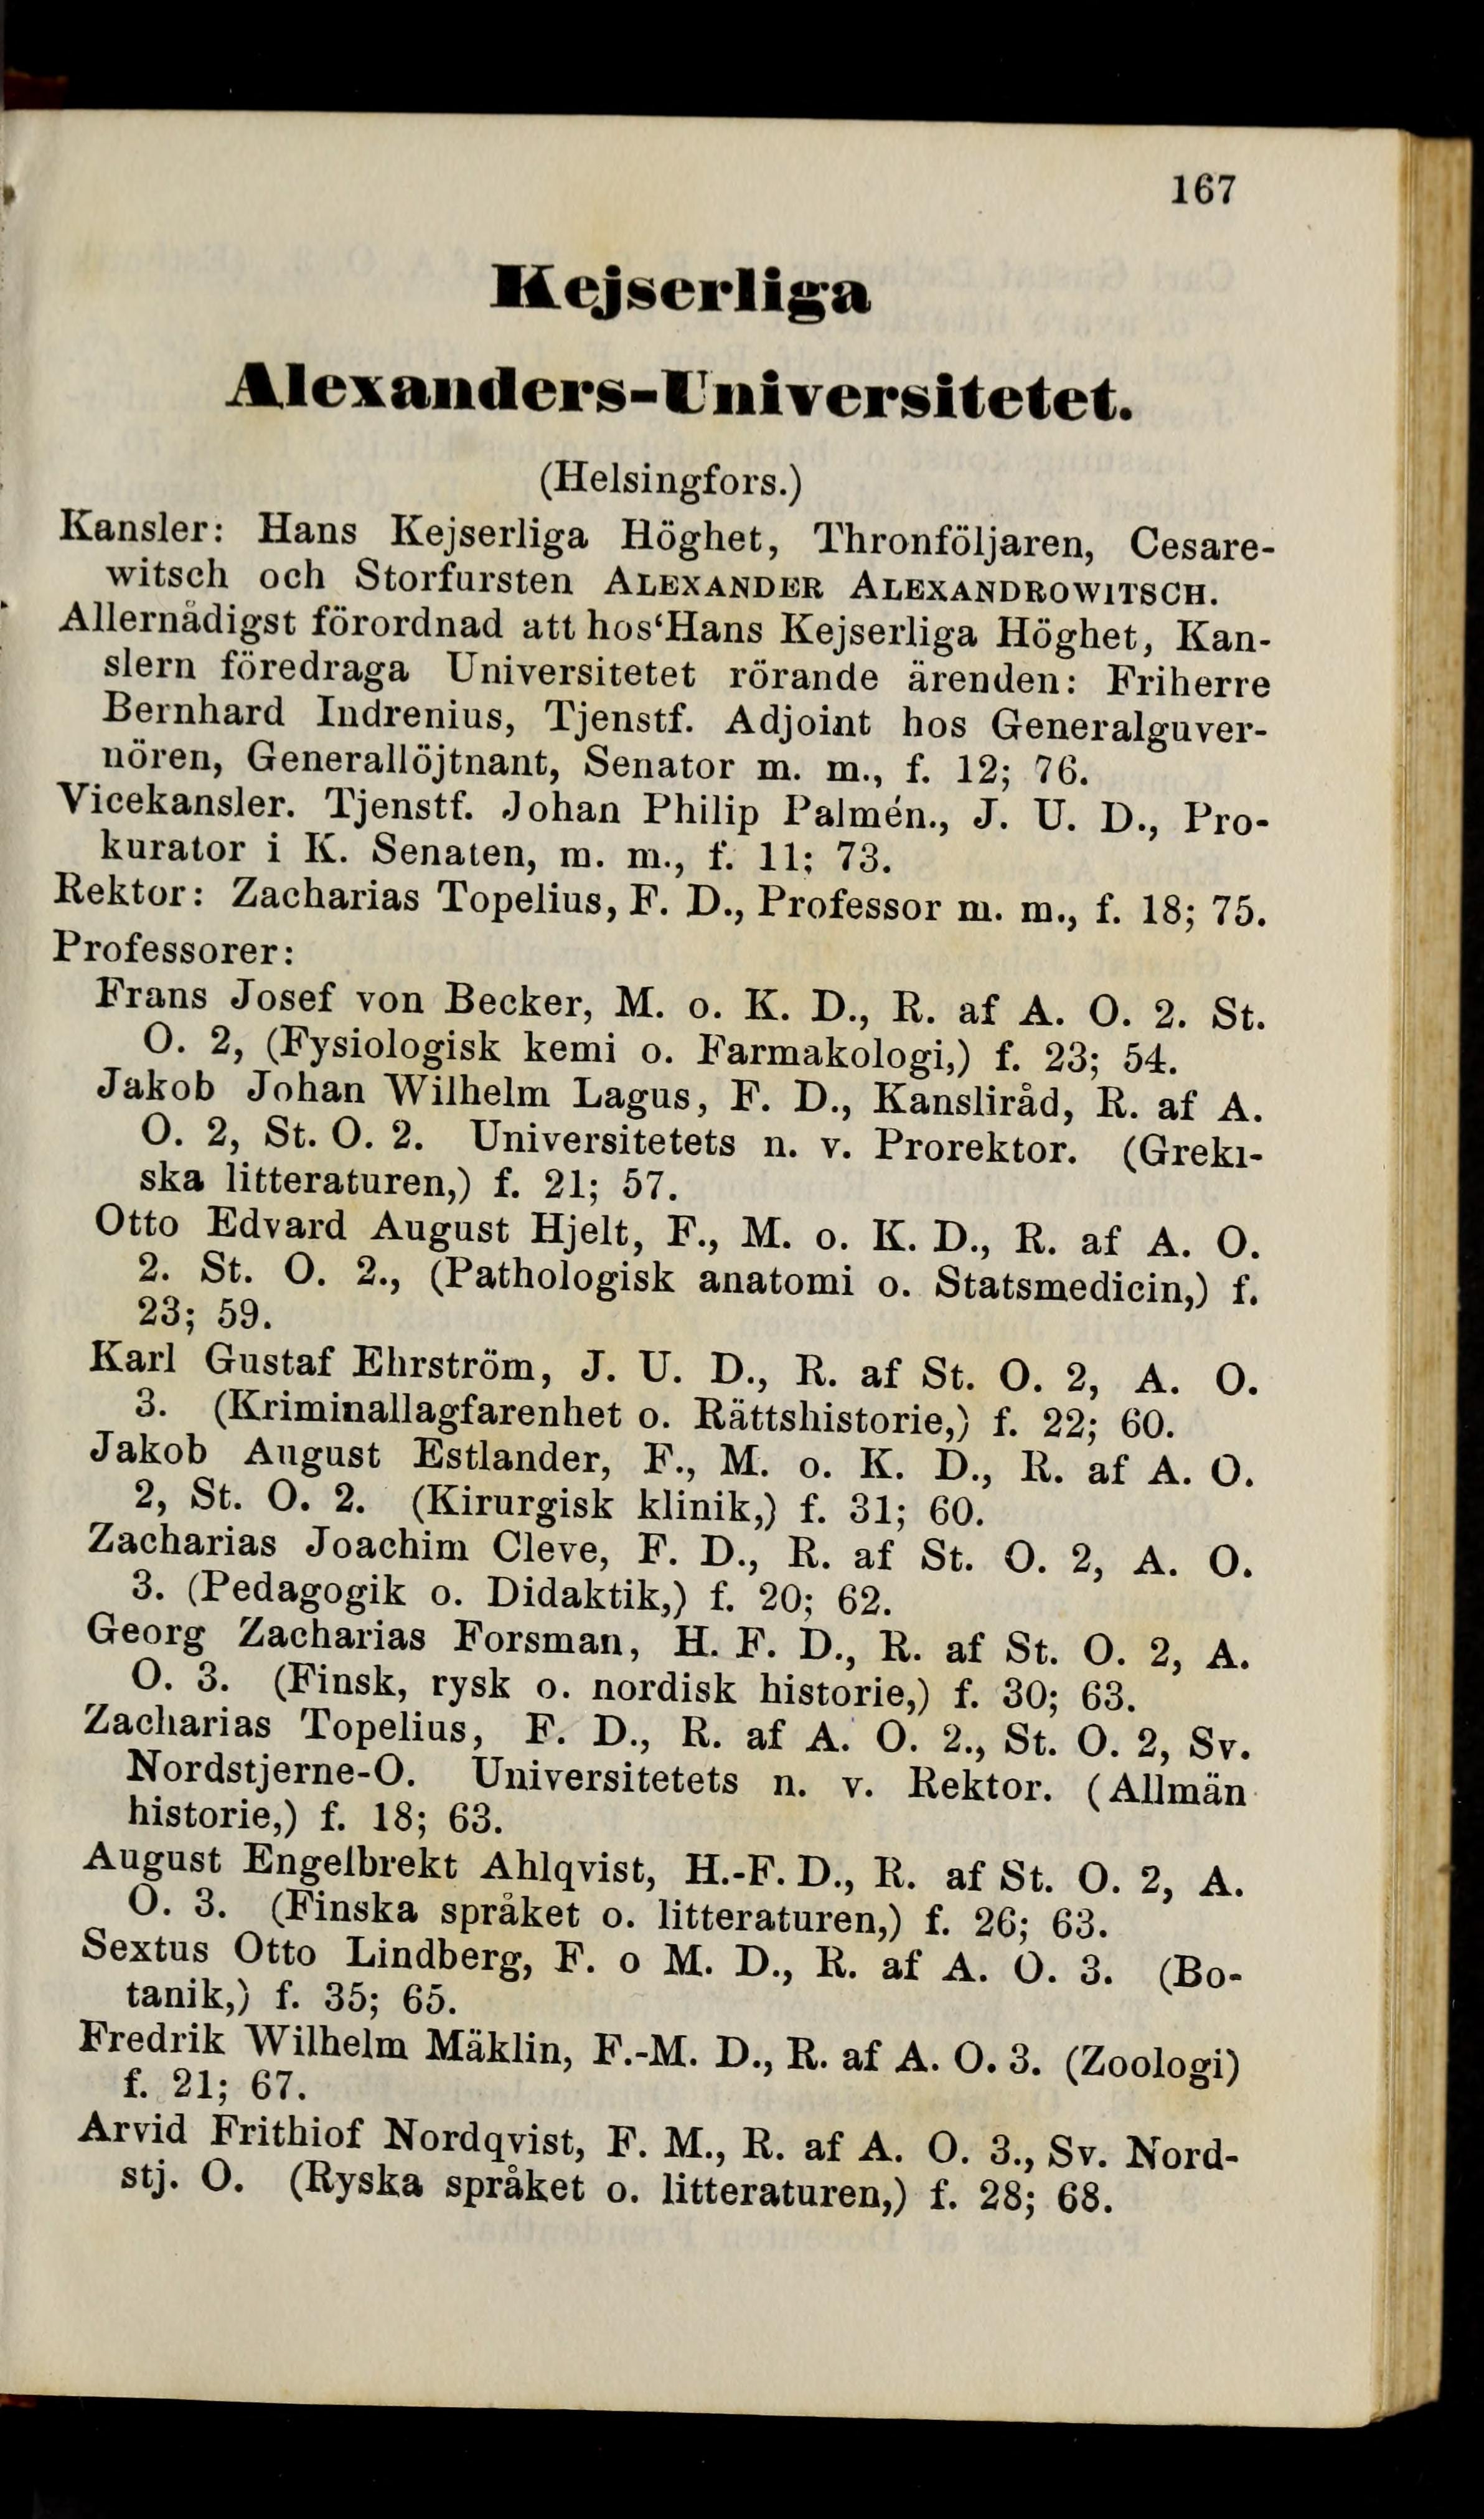 167
Kejserliga
Alexanders-Universitetet.
(Helsingfors.)
Kansler: Hans Kejserliga Höghet, Thronföljaren, Cesare-
witsch och Storfursten ALEXANDER ALEXANDROWITSCH.
Allernådigst förordnad att hos‘Hans Kejserliga Höghet, Kan-
slern föredraga Universitetet rörande ärenden: Friherre
Bernhard Indrenius, Tjenstf. Adjoint hos Generalguver-
nören, Generallöjtnant, Senator m. m., f. 12; 76.
Vicekansler. Tjenstf. Johan Philip Palmén., J. U. D., Pro-
kurator i K. Senaten, m. m., f. 11; 73.
Rektor: Zacharias Topelius, F. D., Professor m. m., f. 18; 75.
Professorer:
Frans Josef von Becker, M. o. K. D., R. af A. O. 2. St.
O. 2, (Fysiologisk kemi o. Farmakologi,) f. 23; 54.
Jakob Johan Wilhelm Lagus, F. D., Kansliråd, R. af A.
O. 2, St. O. 2. Universitetets n. v. Prorektor. (Greki-
ska litteraturen,) f. 21; 57.
Otto Edvard August Hjelt, F., M. o. K. D., R. af A. O.
2. St. O. 2., (Pathologisk anatomi o. Statsmedicin,) f.
23; 59.
Karl Gustaf Ehrström, J. U. D., R. af St. O. 2, A. O.
3. (Kriminallagfarenhet o. Rättshistorie,) f. 22; 60.
Jakob August Estlander, F., M. o. K. D., R. af A. O.
2, St. O. 2. (Kirurgisk klinik,) f. 31; 60.
Zacharias Joachim Cleve, F. D., R. af St. O. 2, A. O.
3. (Pedagogik o. Didaktik,) f. 20; 62.
Georg Zacharias Forsman, H. F. D., R. af St. O. 2, A.
O. 3. (Finsk, rysk o. nordisk historie,) f. 30; 63.
Zacharias Topelius, F. D., R. af A. O. 2., St. O. 2, Sv.
Nordstjerne-O. Universitetets n. v. Rektor. (Allmän
historie,) f. 18; 63.
August Engelbrekt Ahlqvist, H.-F. D., R. af St. O. 2, A.
O. 3. (Finska språket o. litteraturen,) f. 26; 63.
Sextus Otto Lindberg, F. o M. D., R. af A. O. 3. (Bo-
tanik,) f. 35; 65.
Fredrik Wilhelm Mäklin, F.-M. D., R. af A. O. 3. (Zoologi)
f. 21; 67.
Arvid Frithiof Nordqvist, F. M., R. af A. O. 3., Sv. Nord-
stj. O. (Ryska språket o. litteraturen,) f. 28; 68.